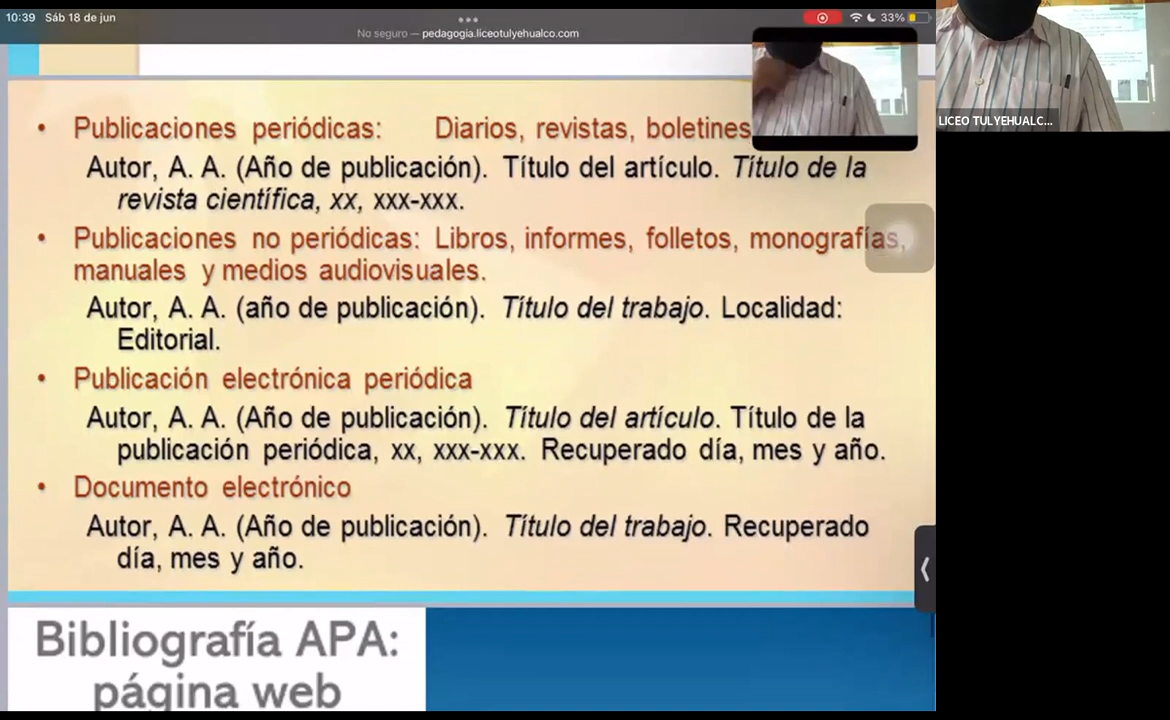 10:39 Sáb 18 de jun
33%
No seguro — pedagogia.liceotulyehualco.com
LICEO TULYEHUALC...
• Publicaciones periódicas: Diarios, revistas, boletines
Autor, A. A. (Año de publicación). Título del artículo. Título de la
revista científica, xx, xxx-xxx.
• Publicaciones no periódicas: Libros, informes, folletos, monografías,
manuales y medios audiovisuales.
Autor, A. A. (año de publicación). Título del trabajo. Localidad:
Editorial.
• Publicación electrónica periódica
Autor, A. A. (Año de publicación). Título del artículo. Título de la
publicación periódica, xx, xxx-xxx. Recuperado día, mes y año.
• Documento electrónico
Autor, A. A. (Año de publicación). Título del trabajo. Recuperado
día, mes y año.
Bibliografía APA:
página web